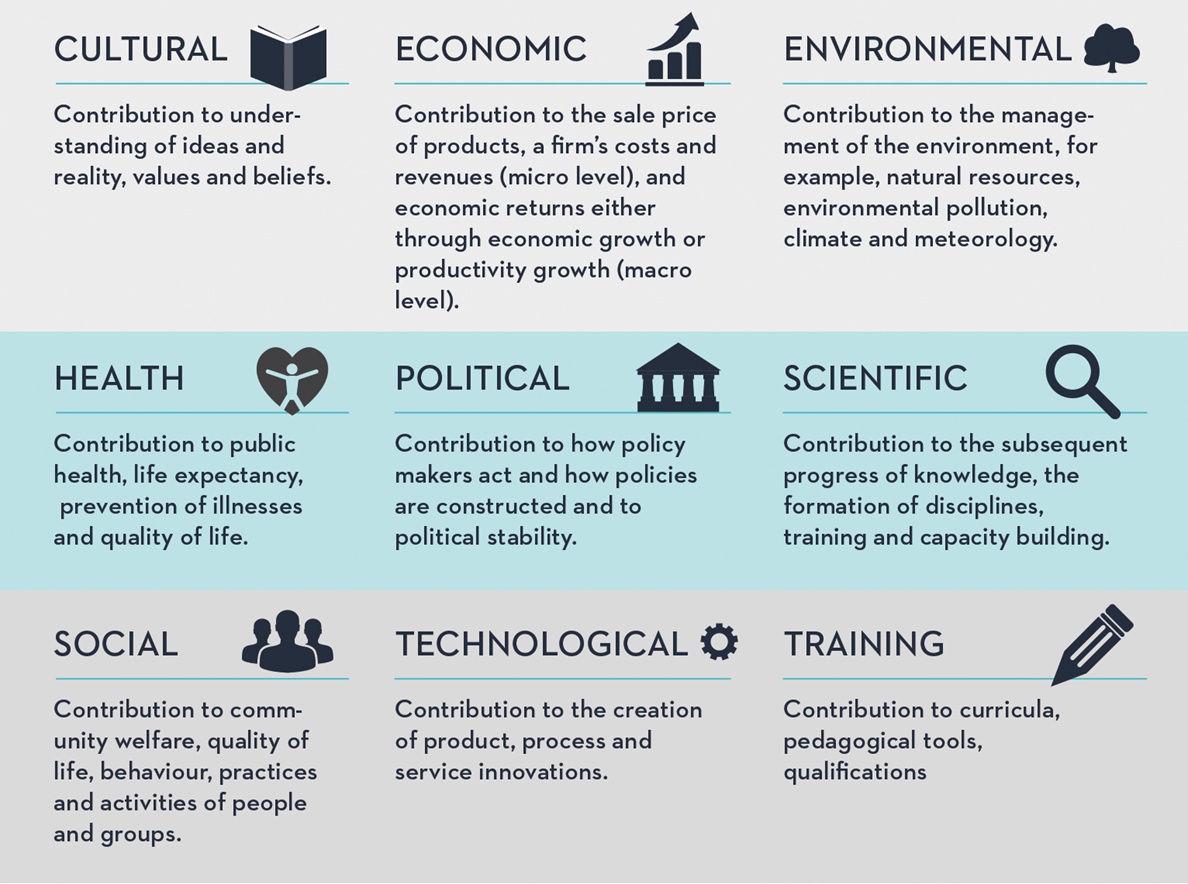 CULTURAL
Contribution to under-
standing of ideas and
reality, values and beliefs.
ECONOMIC
Contribution to the sale price
of products, a firm's costs and
revenues (micro level), and
economic returns either
through economic growth or
productivity growth (macro
level).
ENVIRONMENTAL
Contribution to the manage-
ment of the environment, for
example, natural resources,
environmental pollution,
climate and meteorology.
HEALTH
Contribution to public
health, life expectancy,
prevention of illnesses
and quality of life.
POLITICAL
Contribution to how policy
makers act and how policies
are constructed and to
political stability.
SCIENTIFIC
Contribution to the subsequent
progress of knowledge, the
formation of disciplines,
training and capacity building.
SOCIAL
Contribution to comm-
unity welfare, quality of
life, behaviour, practices
and activities of people
and groups.
TECHNOLOGICAL
Contribution to the creation
of product, process and
service innovations.
TRAINING
Contribution to curricula,
pedagogical tools,
qualifications